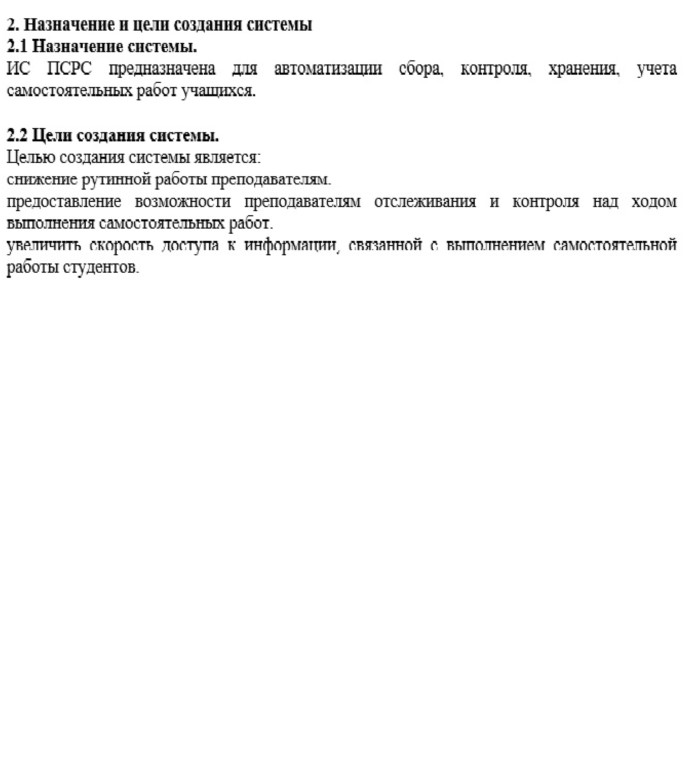 2. Назначение и цели создания системы
2.1 Назначение системы.
ИС ПСРС предназначена для автоматизации сбора, контроля, хранения, учета
самостоятельных работ учащихся.
2.2 Цели создания системы.
Целью создания системы является:
снижение рутинной работы преподавателям.
предоставление возможности преподавателям отслеживания и контроля над ходом
выполнения самостоятельных работ.
увеличить скорость доступа к информации, связанной с выполнением самостоятельной
работы студентов.